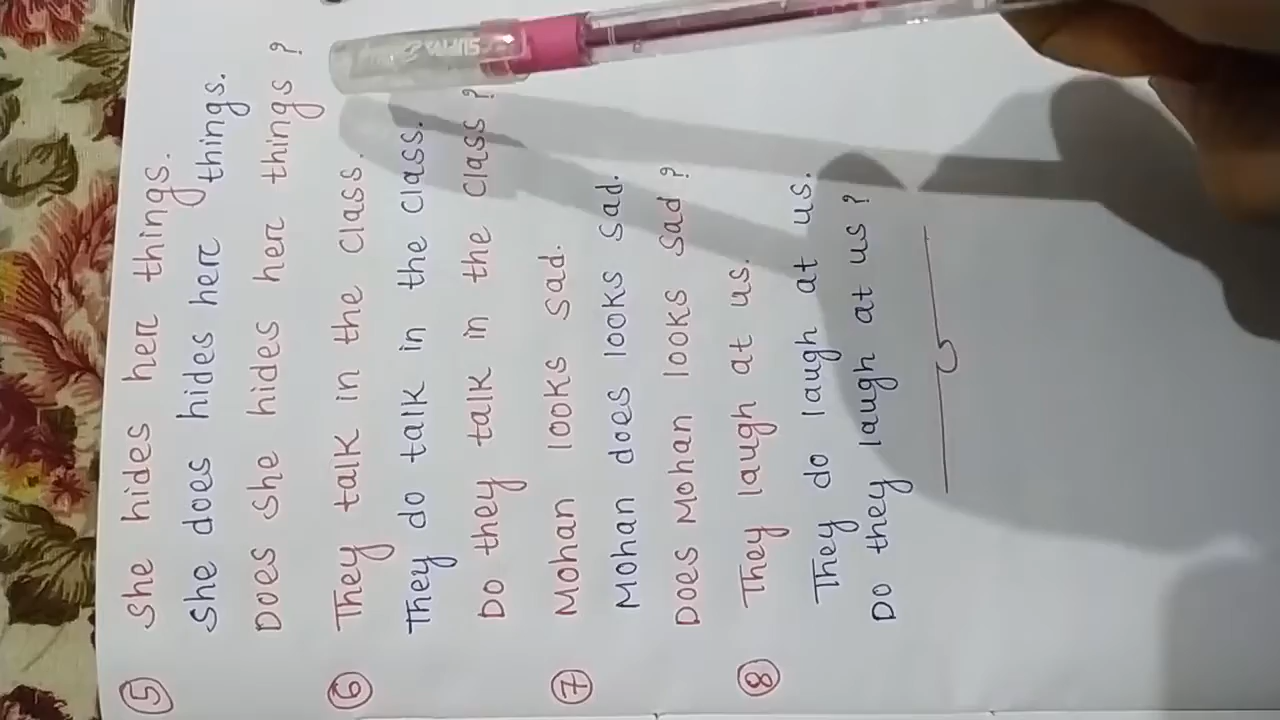 ⑤ She hides her things.
She does hides her things.
Does she hides her things ?
⑥ They talk in the class.
They do talk in the class.
Do they talk in the class ?
⑦ Mohan looks sad.
Mohan does looks sad.
Does Mohan looks sad ?
⑧ They laugh at us.
They do laugh at us.
Do they laugh at us ?